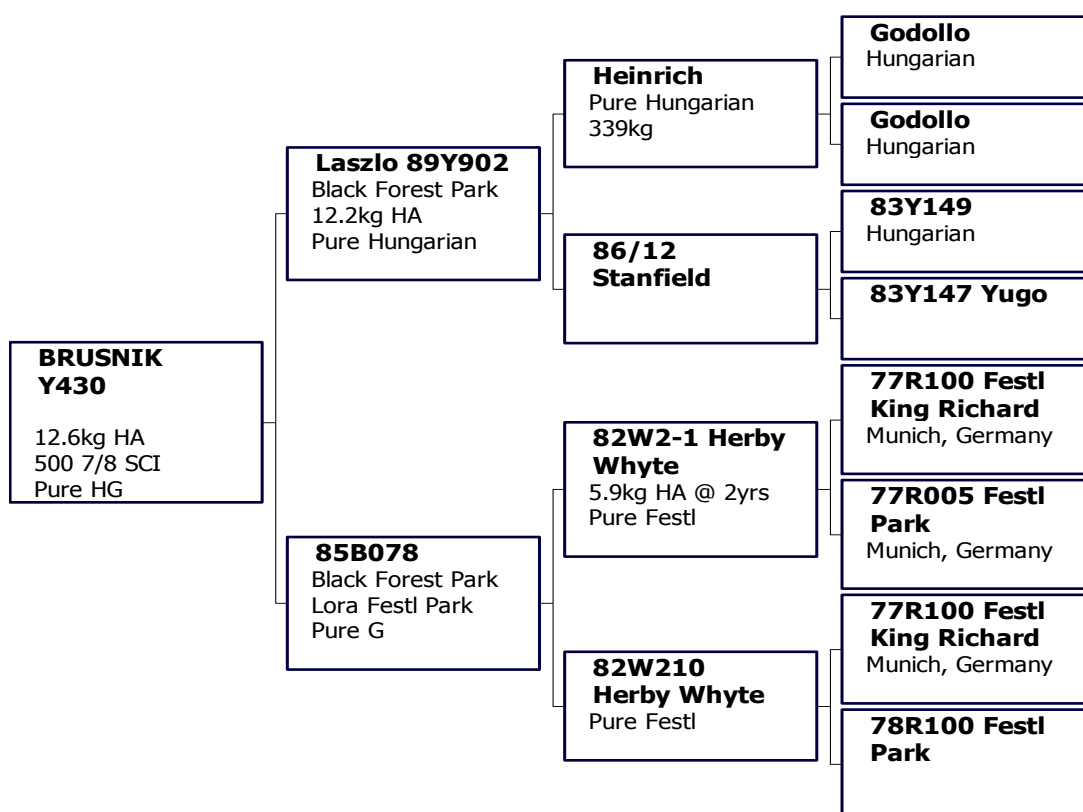 BRUSNIK
Y430
12.6kg HA
500 7/8 SCI
Pure HG
Laszlo 89Y902
Black Forest Park
12.2kg HA
Pure Hungarian
85B078
Black Forest Park
Lora Festl Park
Pure G
Heinrich
Pure Hungarian
339kg
86/12
Stanfield
82W2-1 Herby
Whyte
5.9kg HA @ 2yrs
Pure Festl
82W210
Herby Whyte
Pure Festl
Godollo
Hungarian
Godollo
Hungarian
83Y149
Hungarian
83Y147 Yugo
77R100 Festl
King Richard
Munich, Germany
77R005 Festl
Park
Munich, Germany
77R100 Festl
King Richard
Munich, Germany
78R100 Festl
Park